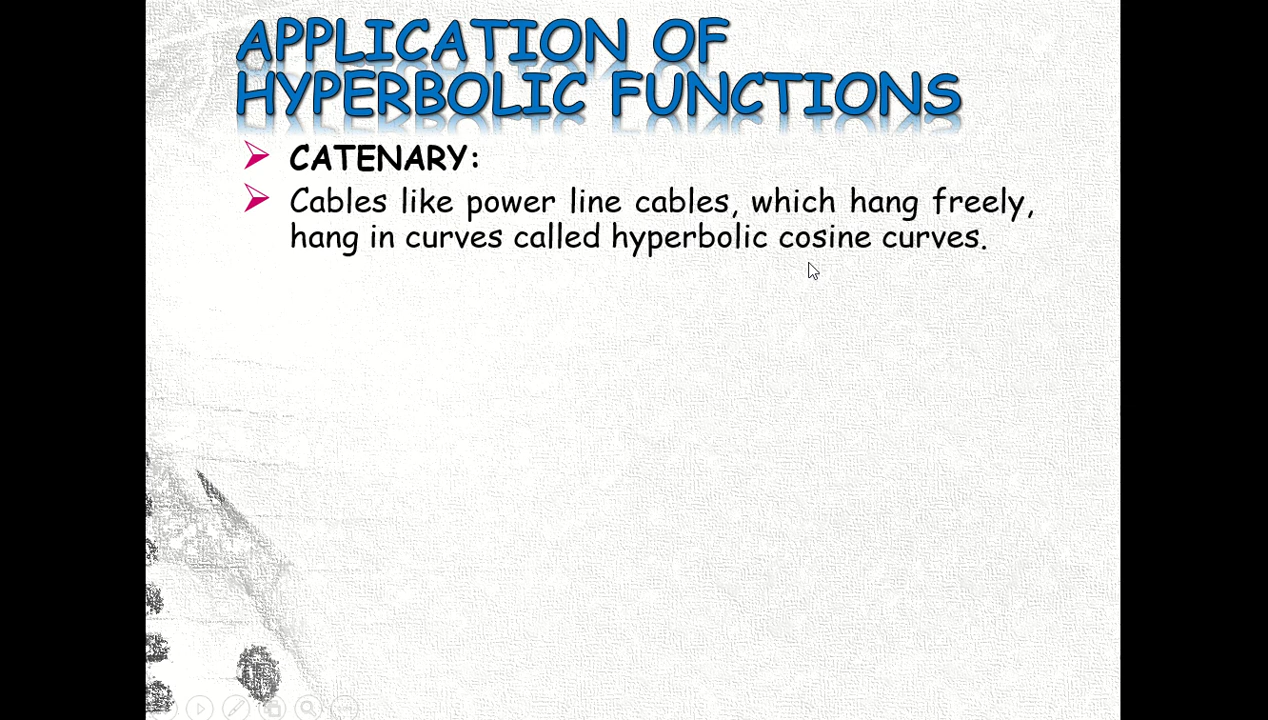 APPLICATION OF
HYPERBOLIC FUNCTIONS
CATENARY:
Cables like power line cables, which hang freely,
hang in curves called hyperbolic cosine curves.